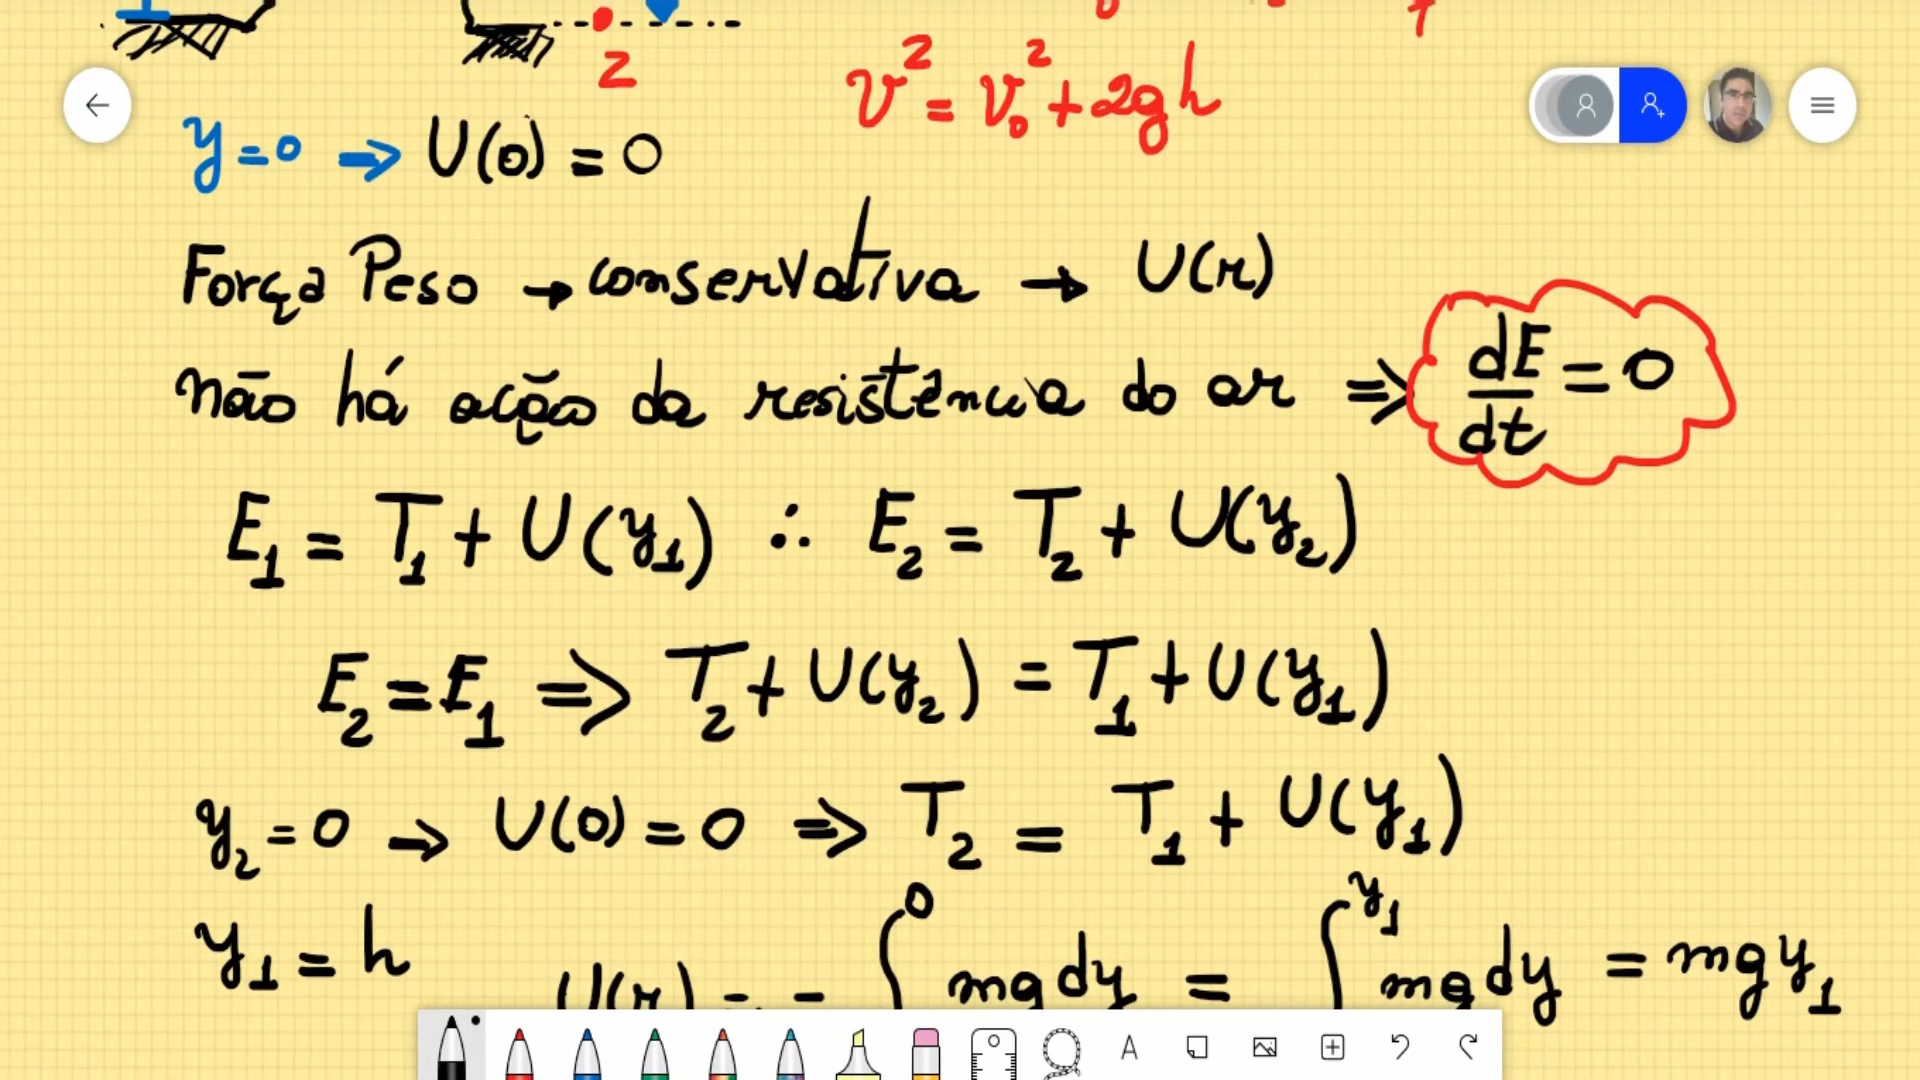 1
2
v² = v₀² + 2gh
y=0 → U(0) = 0
Força Peso → conservativa → U(r)
não há ação da resistência do ar ⇒ dE/dt = 0
E₁ = T₁ + U(y₁) ∴ E₂ = T₂ + U(y₂)
E₂ = E₁ ⇒ T₂ + U(y₂) = T₁ + U(y₁)
y₂ = 0 → U(0) = 0 ⇒ T₂ = T₁ + U(y₁)
y₁ = h
U(r) = - ∫⁰ mg dy = ∫^y₁ mg dy = mgy₁
A